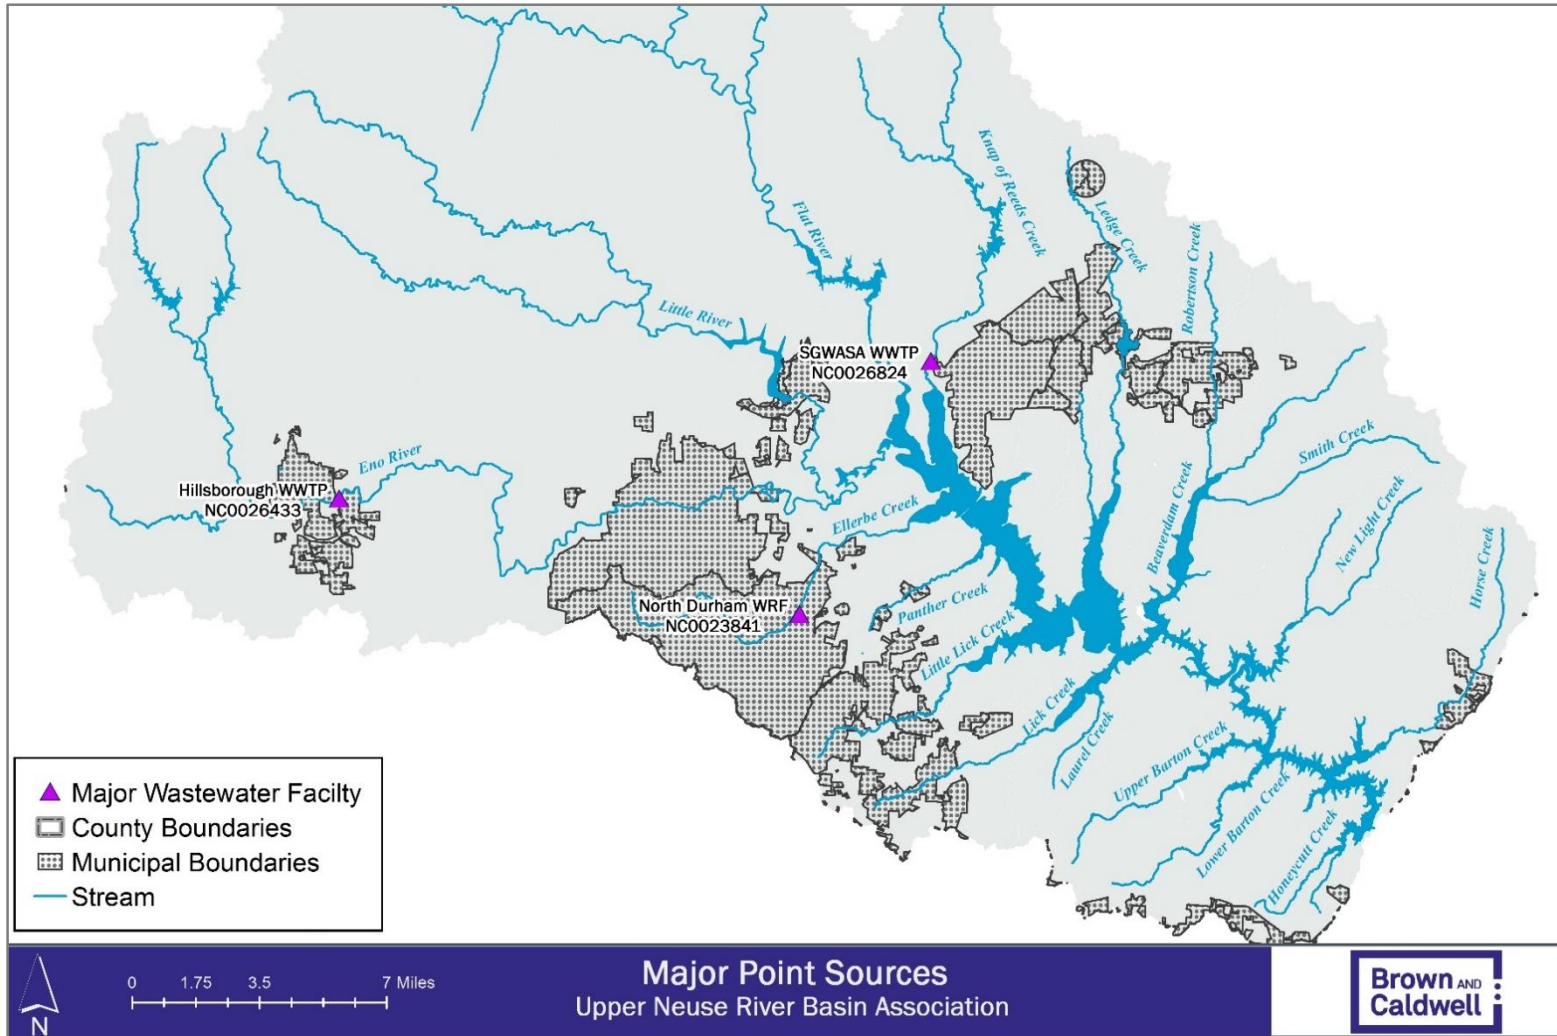 Knap of Reeds Creek
Flat River
Ledge Creek
Robertson Creek
Little River
SGWASA WWTP
NC0026824
Eno River
Hillsborough WWTP
NC0026433
Smith Creek
Beaverdam Creek
New Light Creek
Ellerbe Creek
Horse Creek
North Durham WRF
NC0023841
Panther Creek
Little Lick Creek
Lick Creek
Laurel Creek
Upper Barton Creek
Lower Barton Creek
Honeycutt Creek
Major Wastewater Facilty
County Boundaries
Municipal Boundaries
Stream
N
0 1.75 3.5 7 Miles
Major Point Sources
Upper Neuse River Basin Association
Brown AND
Caldwell